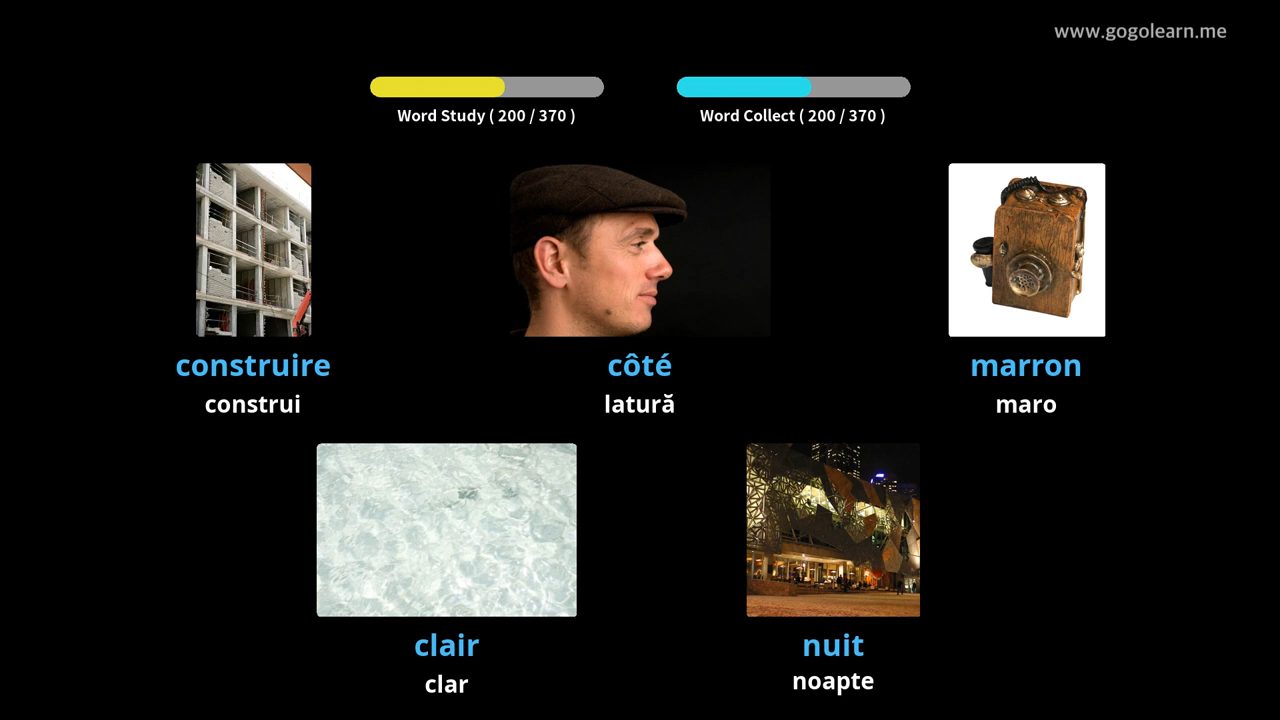 www.gogolearn.me
Word Study ( 200 / 370 )
Word Collect ( 200 / 370 )
construire
construi
côté
latură
marron
maro
clair
clar
nuit
noapte